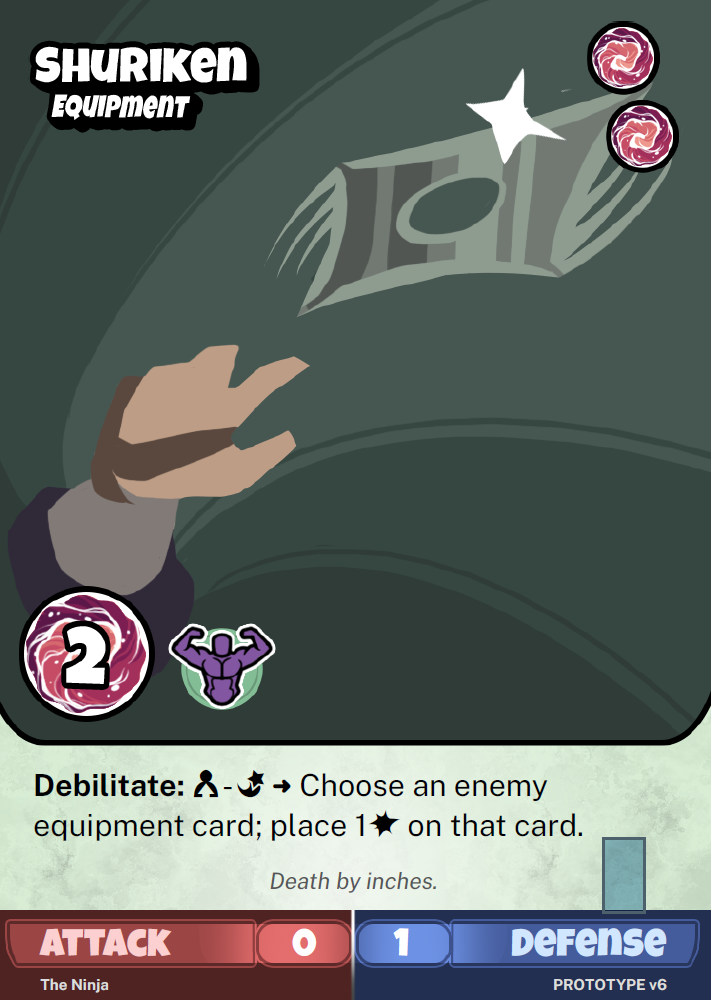 SHURIKEN
EQUIPMENT
2
Debilitate: - ➜ Choose an enemy
equipment card; place 1 on that card.
Death by inches.
ATTACK 0 1 DEFENSE
The Ninja PROTOTYPE v6